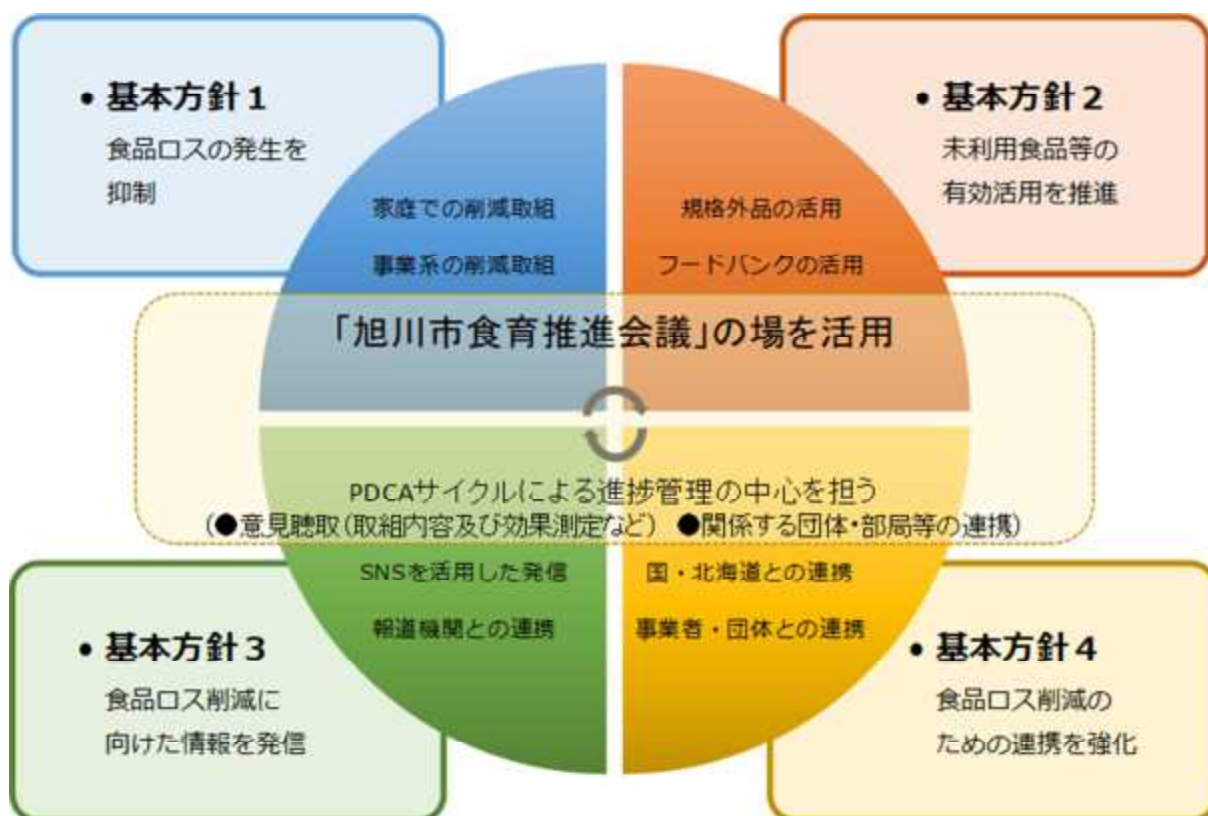 • 基本方針1
食品ロスの発生を
抑制
• 基本方針2
未利用食品等の
有効活用を推進
家庭での削減取組
事業系の削減取組
規格外品の活用
フードバンクの活用
「旭川市食育推進会議」の場を活用
PDCAサイクルによる進捗管理の中心を担う
(●意見聴取(取組内容及び効果測定など) ●関係する団体・部局等の連携)
SNSを活用した発信
報道機関との連携
国・北海道との連携
事業者・団体との連携
• 基本方針3
食品ロス削減に
向けた情報を発信
• 基本方針4
食品ロス削減の
ための連携を強化